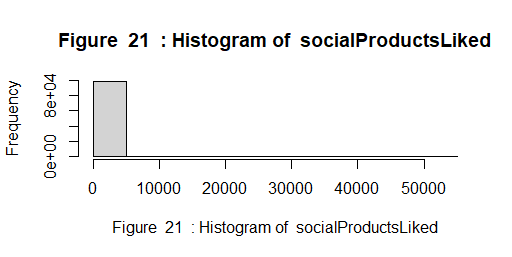 Figure 21 : Histogram of socialProductsLiked
Frequency
8e+04
0e+00
0 10000 20000 30000 40000 50000
Figure 21 : Histogram of socialProductsLiked